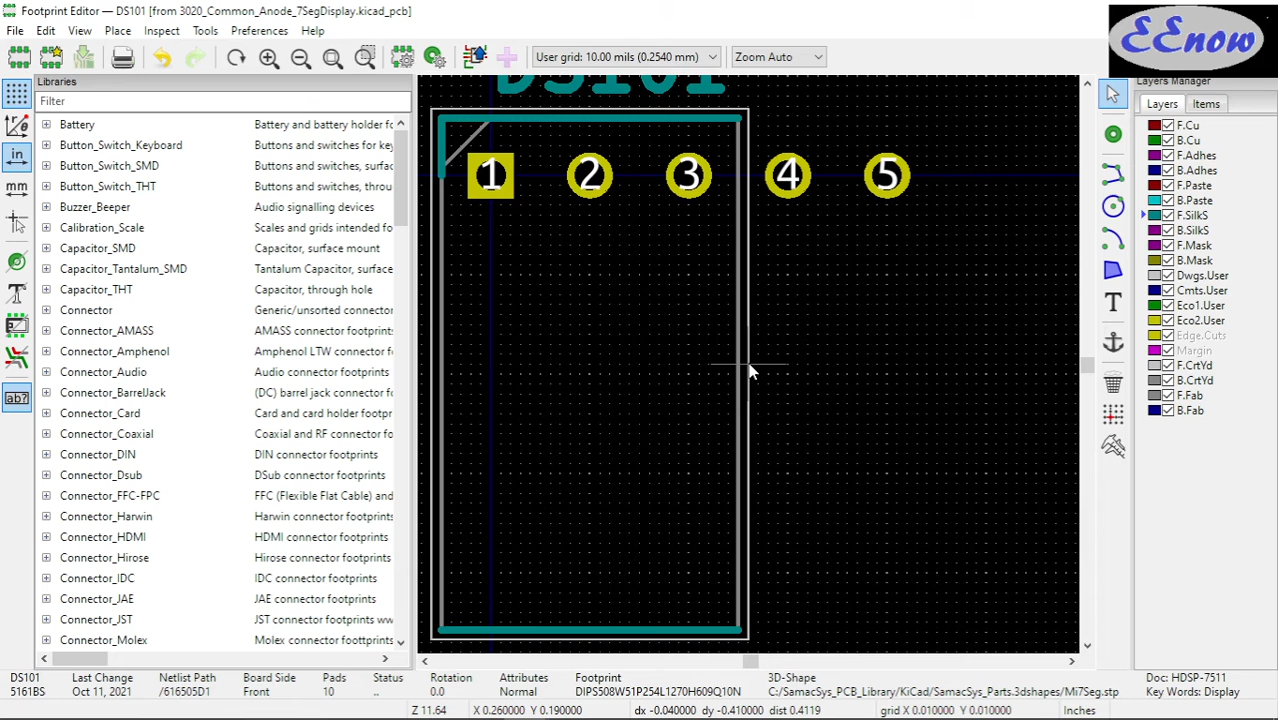 Footprint Editor — DS101 [from 3020_Common_Anode_7SegDisplay.kicad_pcb]
EEnow
File Edit View Place Inspect Tools Preferences Help
User grid: 10.00 mils (0.2540 mm) Zoom Auto
Libraries
Layers Manager
Filter
Layers Items
DS101
Battery Battery and battery holder fo
Button_Switch_Keyboard Buttons and switches for key
Button_Switch_SMD Buttons and switches, surfac
Button_Switch_THT Buttons and switches, throu
Buzzer_Beeper Audio signalling devices
Calibration_Scale Scales and grids intended fo
Capacitor_SMD Capacitor, surface mount
Capacitor_Tantalum_SMD Tantalum Capacitor, surface
Capacitor_THT Capacitor, through hole
Connector Generic/unsorted connector
Connector_AMASS AMASS connector footprints
Connector_Amphenol Amphenol LTW connector fo
Connector_Audio Audio connector footprints
Connector_BarrelJack (DC) barrel jack connector f
Connector_Card Card and card holder footpr
Connector_Coaxial Coaxial and RF connector fo
Connector_DIN DIN connector footprints
Connector_Dsub DSub connector footprints
Connector_FFC-FPC FFC (Flexible Flat Cable) and
Connector_Harwin Harwin connector footprints
Connector_HDMI HDMI connector footprints
Connector_Hirose Hirose connector footprints
Connector_IDC IDC connector footprints
Connector_JAE JAE connector footprints
Connector_JST JST connector footprints ww
Connector_Molex Molex connector foottprints
in
mm
ab?
1 2 3 4 5
F.Cu
B.Cu
F.Adhes
B.Adhes
F.Paste
B.Paste
F.SilkS
B.SilkS
F.Mask
B.Mask
Dwgs.User
Cmts.User
Eco1.User
Eco2.User
Edge.Cuts
Margin
F.CrtYd
B.CrtYd
F.Fab
B.Fab
DS101 Last Change Netlist Path Board Side Pads Status Rotation Attributes Footprint 3D-Shape Doc: HDSP-7511
5161BS Oct 11, 2021 /616505D1 Front 10 .. 0.0 Normal DIPS508W51P254L1270H609Q10N C:/SamacSys_PCB_Library/KiCad/SamacSys_Parts.3dshapes/Mi7Seg.stp Key Words: Display
Z 11.64 X 0.260000 Y 0.190000 dx -0.040000 dy -0.410000 dist 0.4119 grid X 0.010000 Y 0.010000 Inches